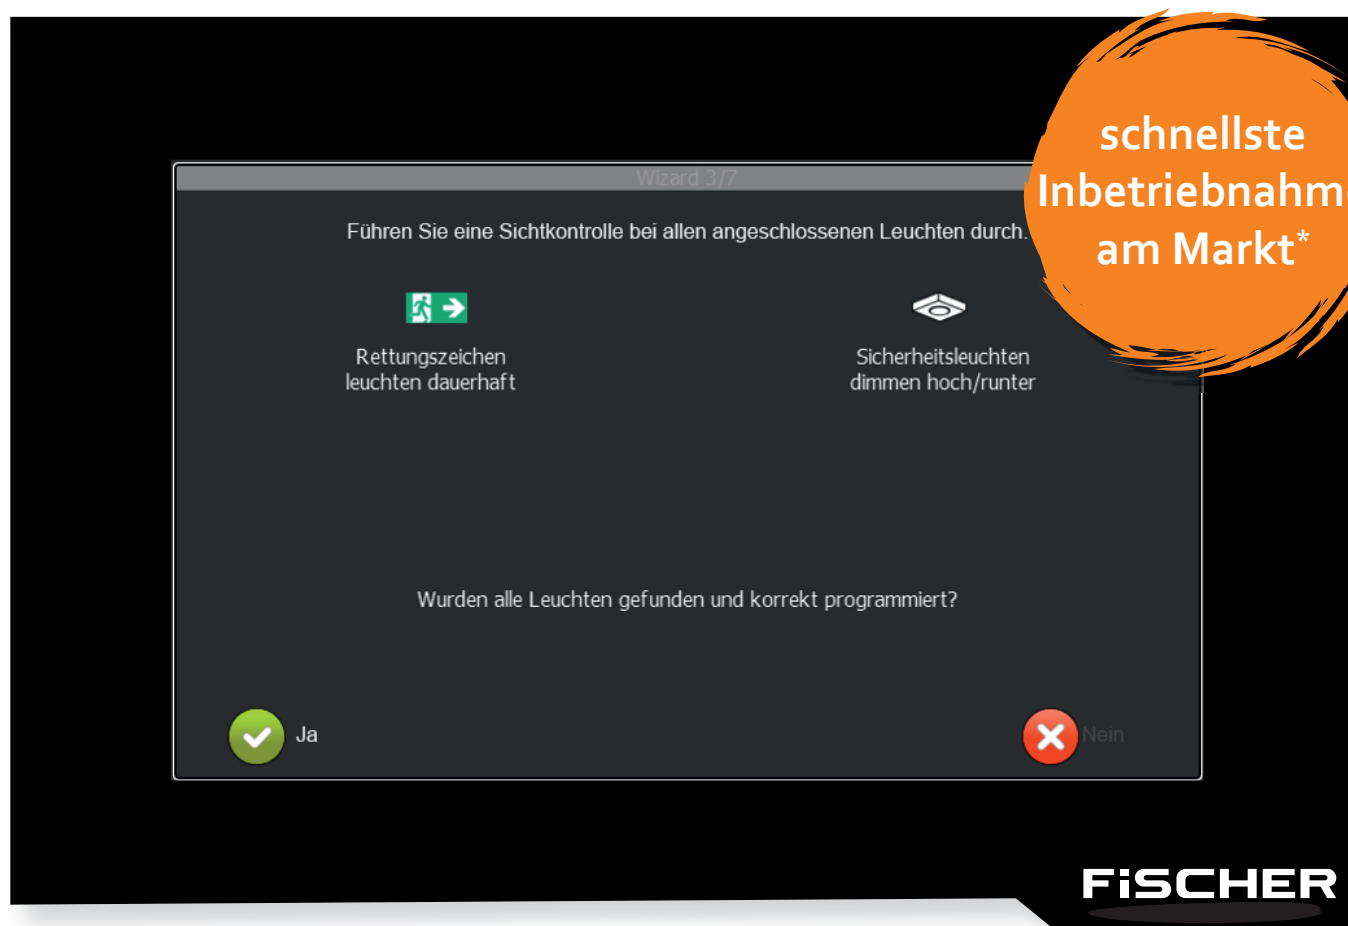 schnellste
Inbetriebnahme
am Markt*
Wizard 3/7
Führen Sie eine Sichtkontrolle bei allen angeschlossenen Leuchten durch.
Rettungszeichen
leuchten dauerhaft
Sicherheitsleuchten
dimmen hoch/runter
Wurden alle Leuchten gefunden und korrekt programmiert?
Ja
Nein
FiSCHER